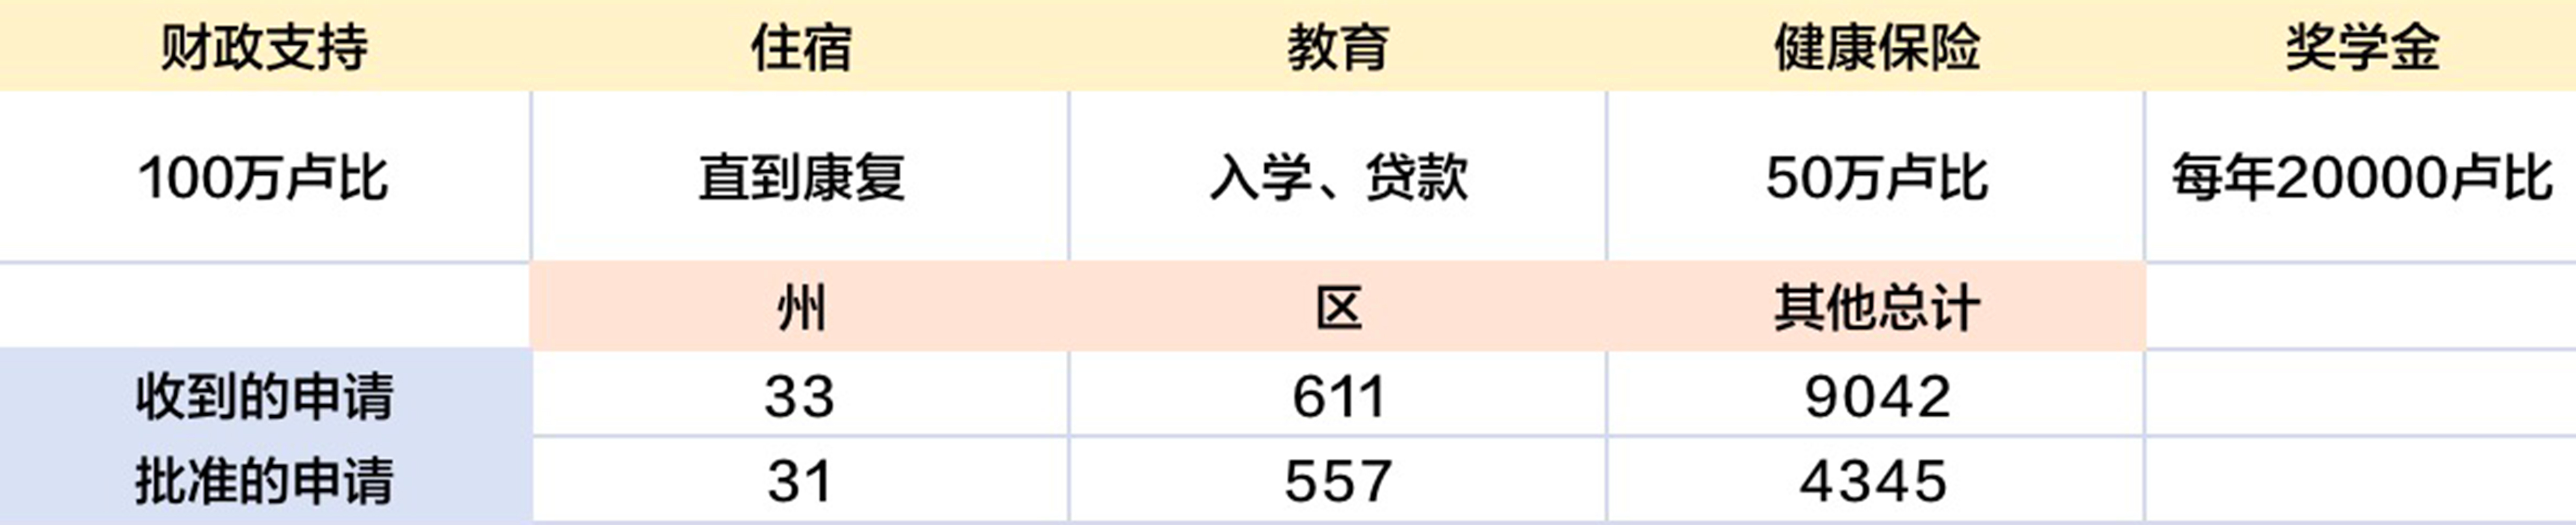 财政支持 住宿 教育 健康保险 奖学金
100万卢比 直到康复 入学、贷款 50万卢比 每年20000卢比
州 区 其他总计
收到的申请 33 611 9042
批准的申请 31 557 4345